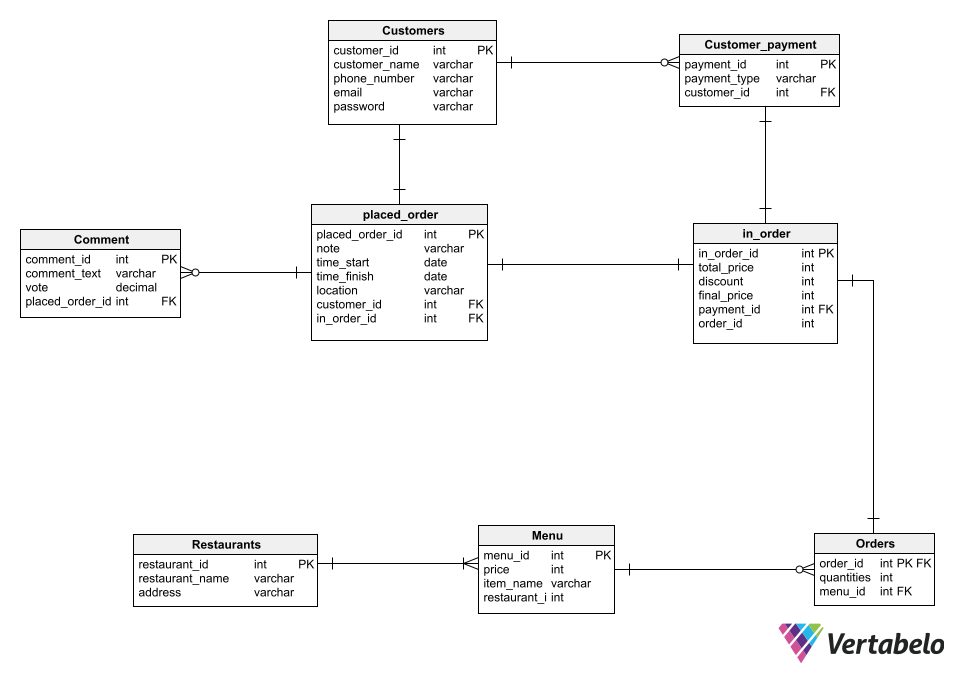 Customers
customer_id int PK
customer_name varchar
phone_number varchar
email varchar
password varchar
Customer_payment
payment_id int PK
payment_type varchar
customer_id int FK
placed_order
placed_order_id int PK
note varchar
time_start date
time_finish date
location varchar
customer_id int FK
in_order_id int FK
Comment
comment_id int PK
comment_text varchar
vote decimal
placed_order_id int FK
in_order
in_order_id int PK
total_price int
discount int
final_price int
payment_id int FK
order_id int
Restaurants
restaurant_id int PK
restaurant_name varchar
address varchar
Menu
menu_id int PK
price int
item_name varchar
restaurant_i int
Orders
order_id int PK FK
quantities int
menu_id int FK
Vertabelo